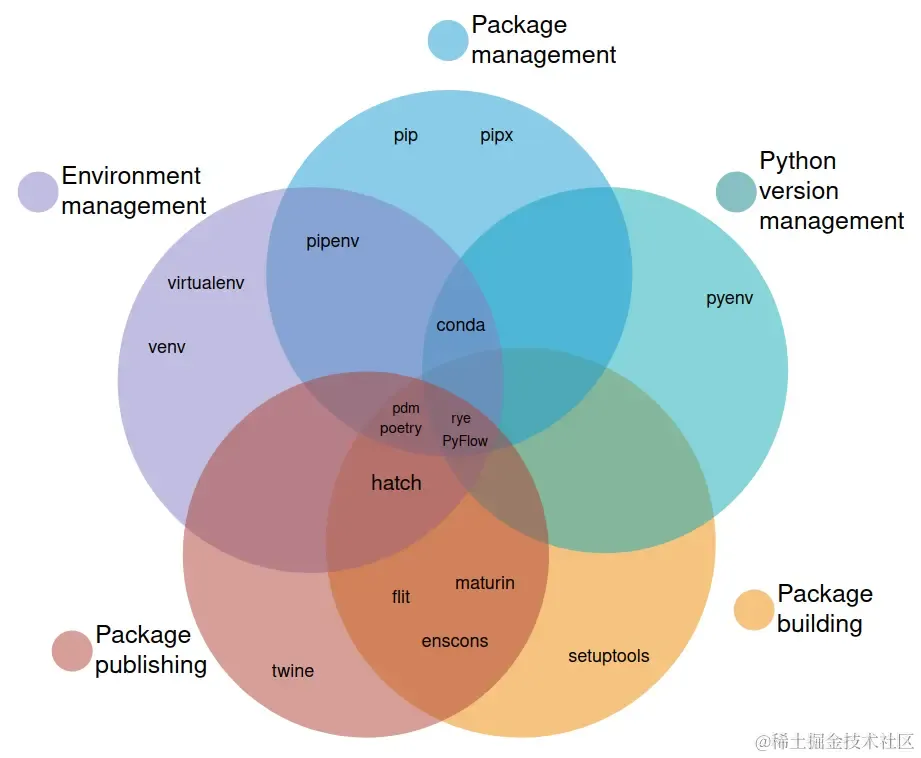 Package
management
Environment
management
Python
version
management
pip
pipx
pipenv
virtualenv
venv
conda
pyenv
pdm
poetry
rye
PyFlow
hatch
flit
maturin
enscons
setuptools
twine
Package
publishing
Package
building
@稀土掘金技术社区